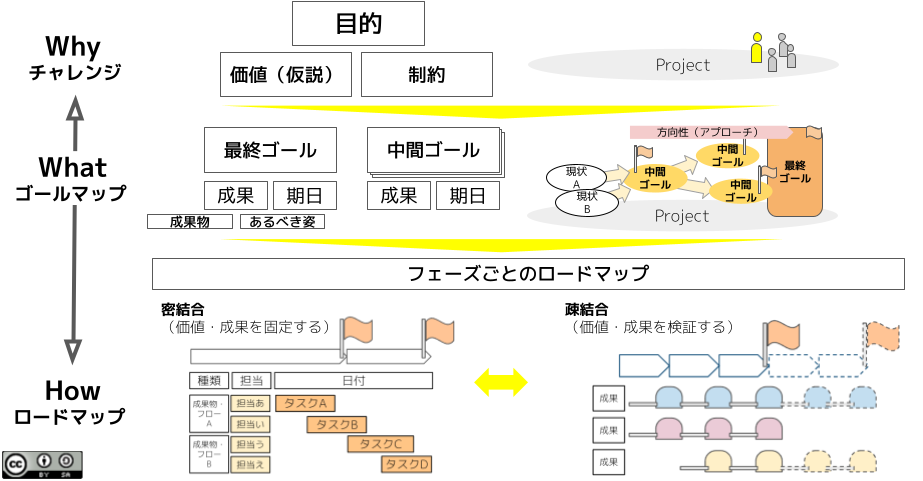 目的
Why
チャレンジ
価値（仮説）
制約
Project
What
ゴールマップ
最終ゴール
中間ゴール
成果
期日
成果
期日
成果物
あるべき姿
方向性（アプローチ）
現状
A
現状
B
中間
ゴール
中間
ゴール
中間
ゴール
最終
ゴール
Project
フェーズごとのロードマップ
How
ロードマップ
密結合
（価値・成果を固定する）
種類
担当
日付
成果物・
フロー
A
担当あ
担当い
成果物・
フロー
B
担当う
担当え
タスクA
タスクB
タスクC
タスクD
疎結合
（価値・成果を検証する）
成果
成果
成果
cc
BY SA